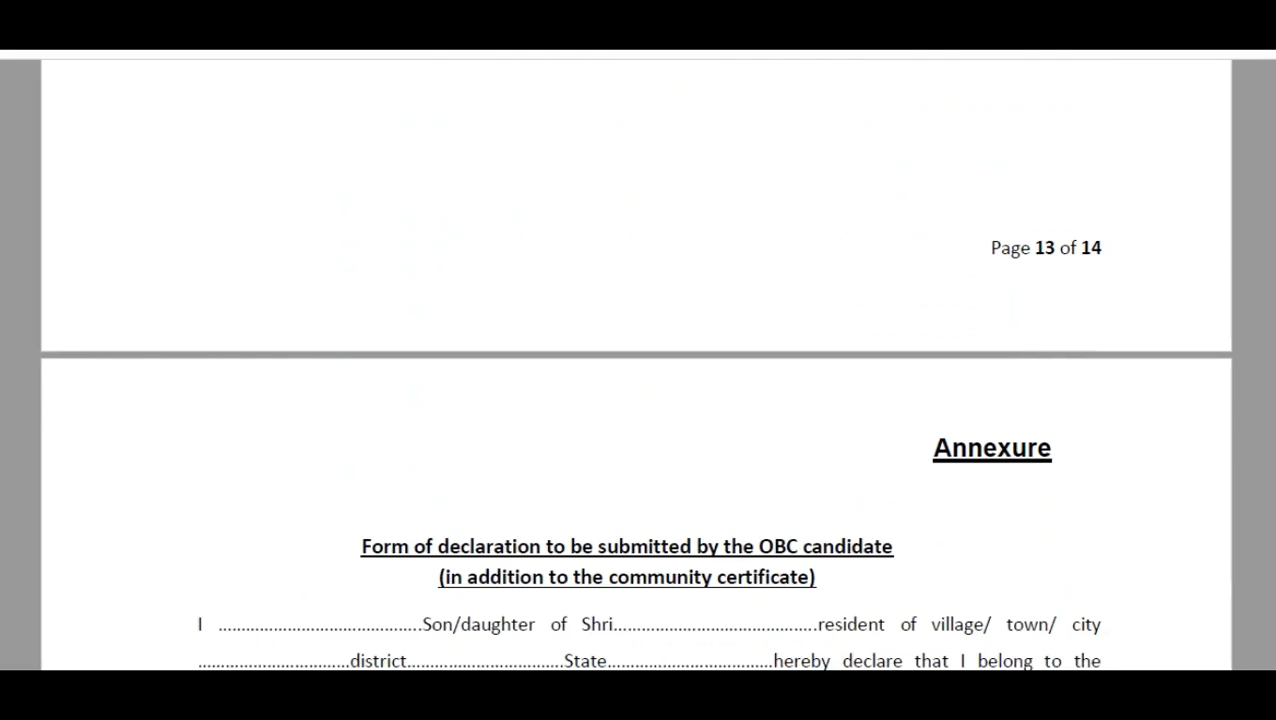 Page 13 of 14
Annexure
Form of declaration to be submitted by the OBC candidate
(in addition to the community certificate)
I ............................................Son/daughter of Shri............................................resident of village/ town/ city
.................................district..................................State....................................hereby declare that I belong to the